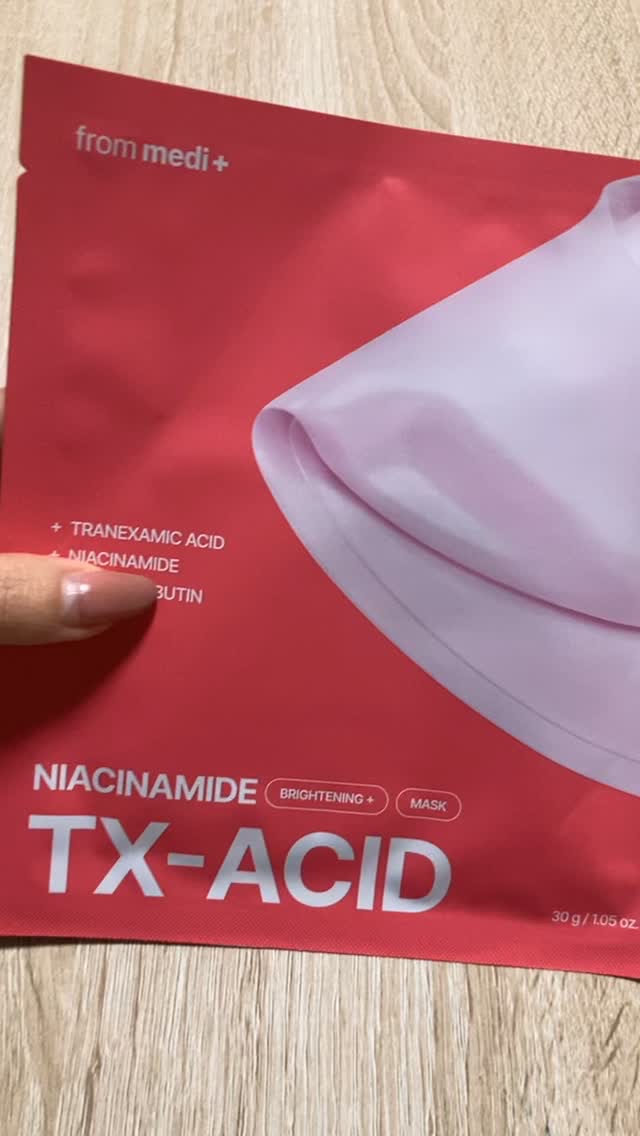 from medi+
+ TRANEXAMIC ACID
+ NIACINAMIDE
BUTIN
NIACINAMIDE BRIGHTENING + MASK
TX-ACID
30 g / 1.05 oz.